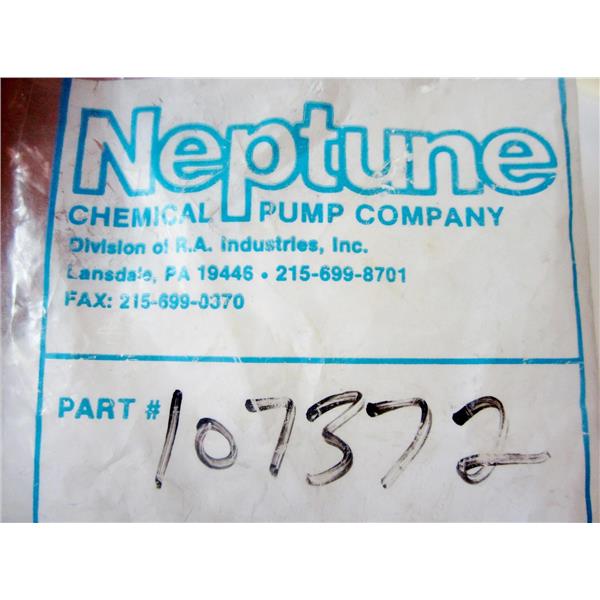 Neptune
CHEMICAL PUMP COMPANY
Division of R.A. Industries, Inc.
Lansdale, PA 19446 • 215-699-8701
FAX: 215-699-0370
PART # 107372